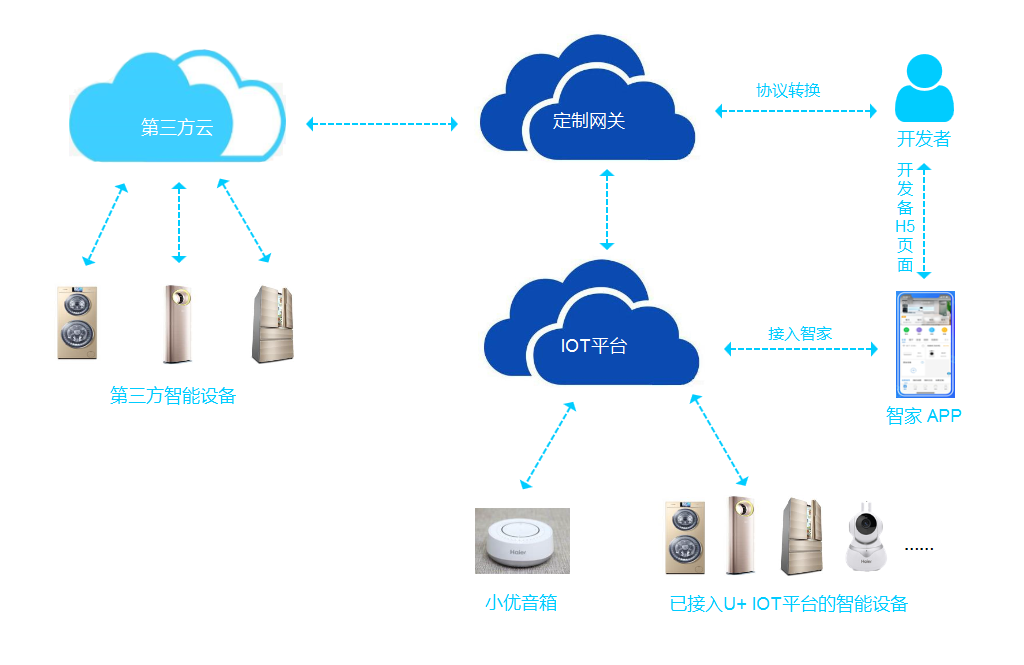 第三方云
定制网关
协议转换
开发者
开
发
备
H5
页
面
IOT平台
接入智家
智家 APP
第三方智能设备
Haier
Haier
......
小优音箱
已接入U+ IOT平台的智能设备